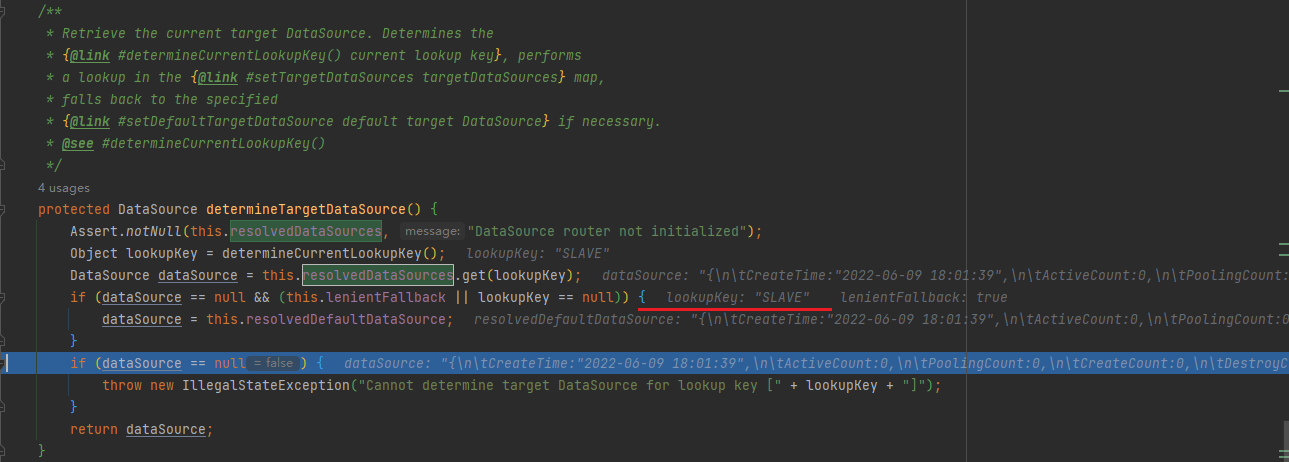 /**
* Retrieve the current target DataSource. Determines the
* {@link #determineCurrentLookupKey() current lookup key}, performs
* a lookup in the {@link #setTargetDataSources targetDataSources} map,
* falls back to the specified
* {@link #setDefaultTargetDataSource default target DataSource} if necessary.
* @see #determineCurrentLookupKey()
*/
4 usages
protected DataSource determineTargetDataSource() {
Assert.notNull(this.resolvedDataSources, message: "DataSource router not initialized");
Object lookupKey = determineCurrentLookupKey(); lookupKey: "SLAVE"
DataSource dataSource = this.resolvedDataSources.get(lookupKey); dataSource: "{\n\tCreateTime:"2022-06-09 18:01:39",\n\tActiveCount:0,\n\tPoolingCount:
if (dataSource == null && (this.lenientFallback || lookupKey == null)) { lookupKey: "SLAVE" lenientFallback: true
dataSource = this.resolvedDefaultDataSource; resolvedDefaultDataSource: "{\n\tCreateTime:"2022-06-09 18:01:39",\n\tActiveCount:0,\n\tPoolingCount:0
}
if (dataSource == null = false ) { dataSource: "{\n\tCreateTime:"2022-06-09 18:01:39",\n\tActiveCount:0,\n\tPoolingCount:0,\n\tCreateCount:0,\n\tDestroyC
throw new IllegalStateException("Cannot determine target DataSource for lookup key [" + lookupKey + "]");
}
return dataSource;
}